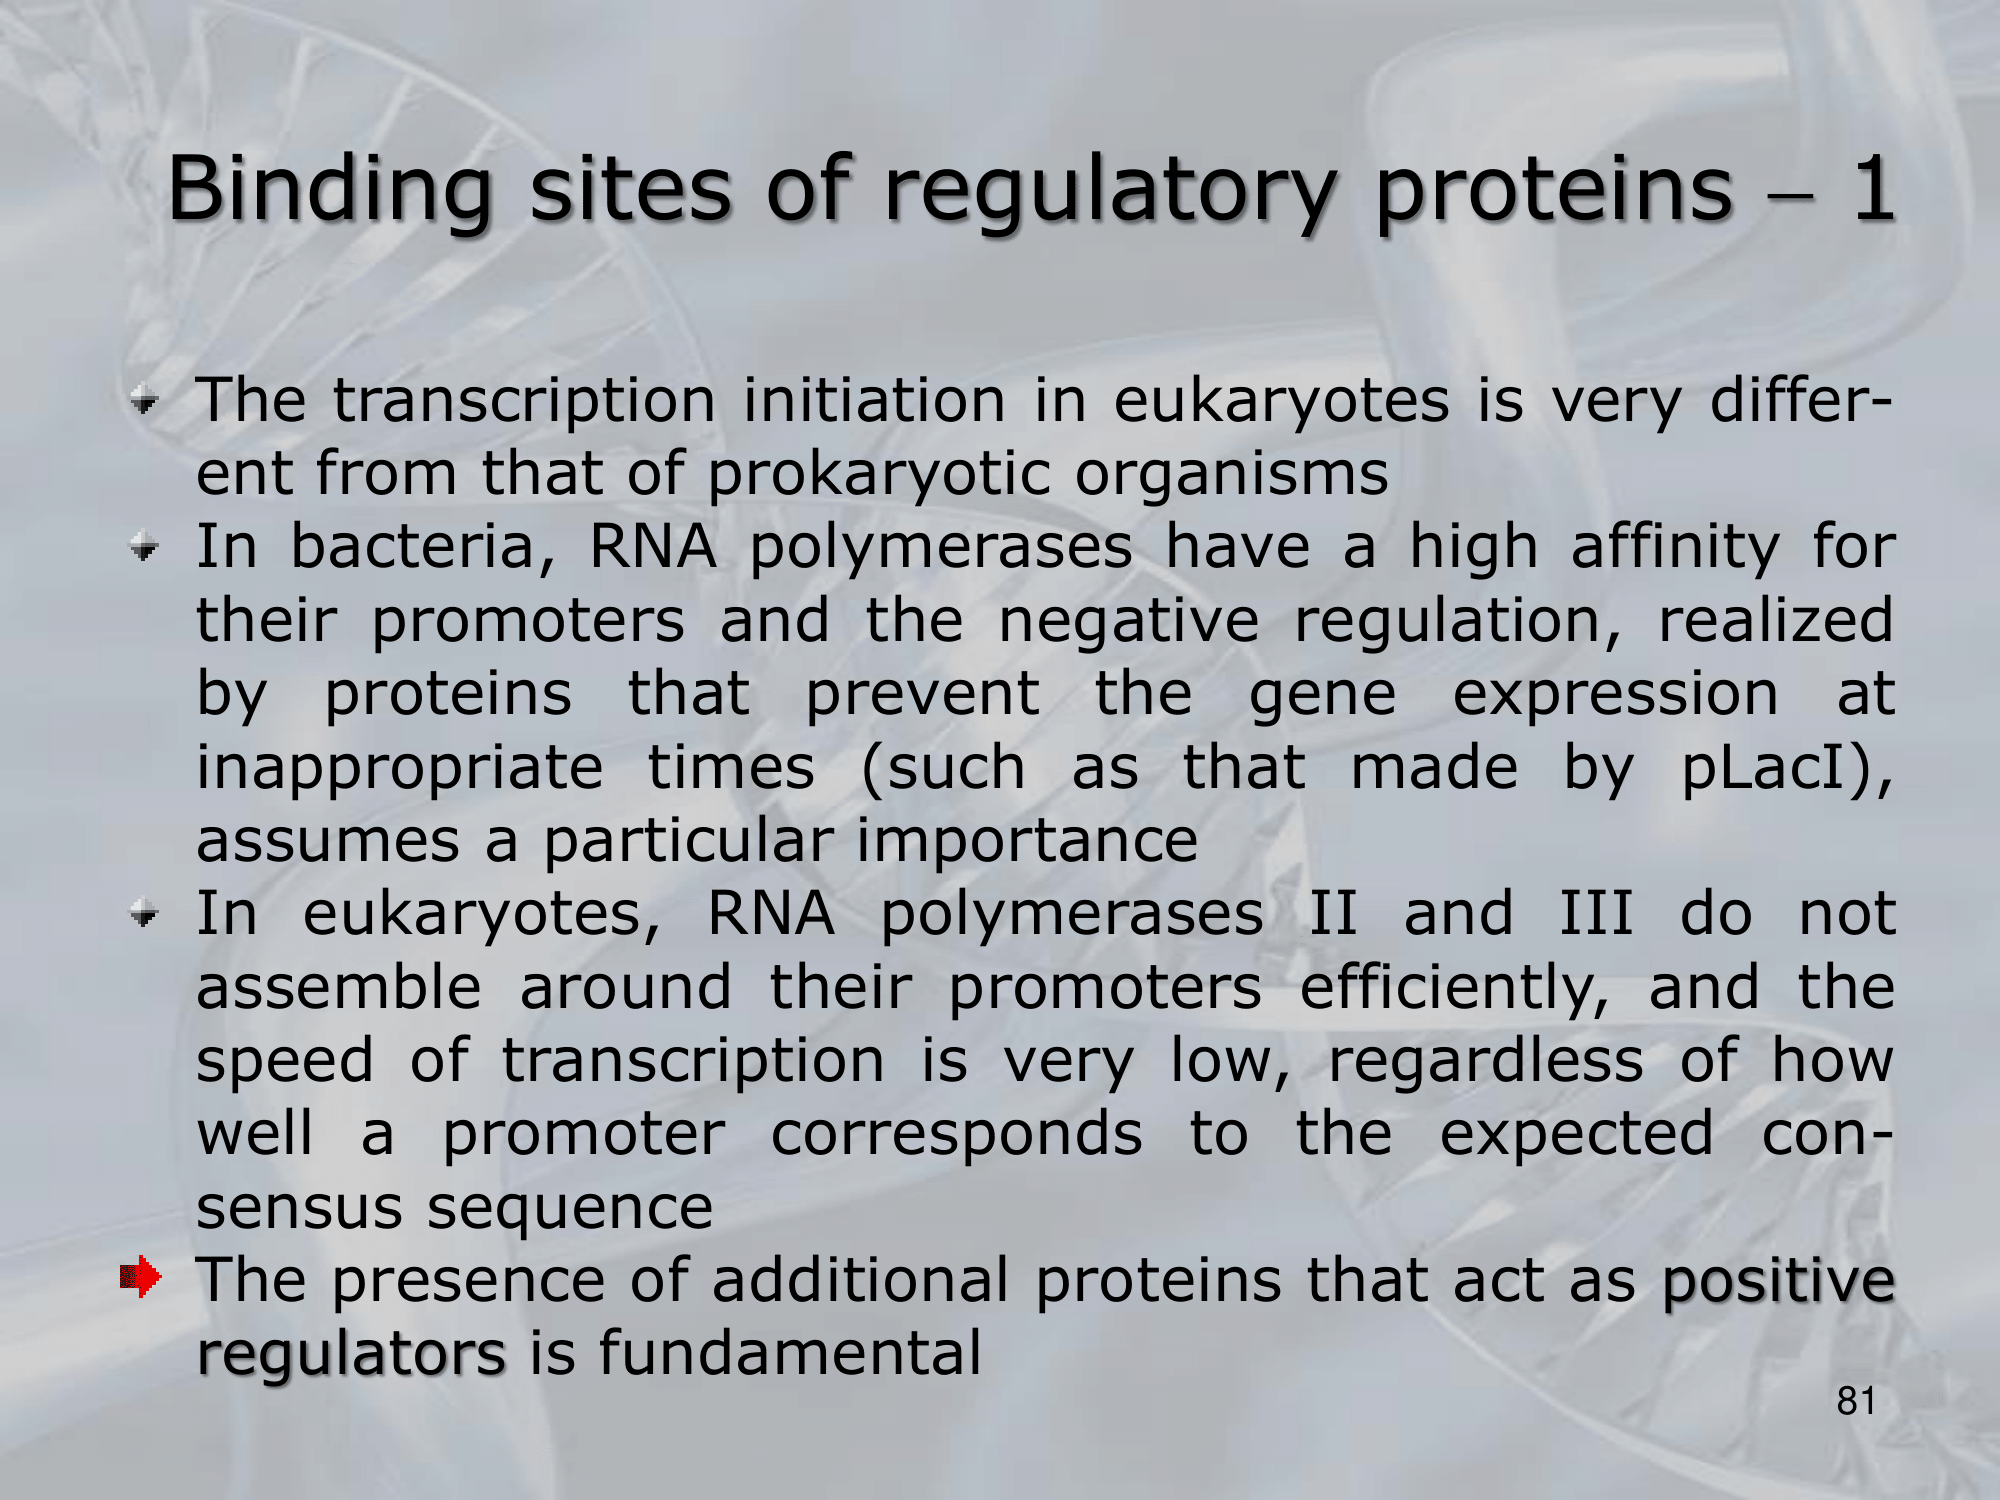 Binding sites of regulatory proteins – 1
The transcription initiation in eukaryotes is very differ-
ent from that of prokaryotic organisms
In bacteria, RNA polymerases have a high affinity for
their promoters and the negative regulation, realized
by proteins that prevent the gene expression at
inappropriate times (such as that made by pLacI),
assumes a particular importance
In eukaryotes, RNA polymerases II and III do not
assemble around their promoters efficiently, and the
speed of transcription is very low, regardless of how
well a promoter corresponds to the expected con-
sensus sequence
The presence of additional proteins that act as positive
regulators is fundamental
81